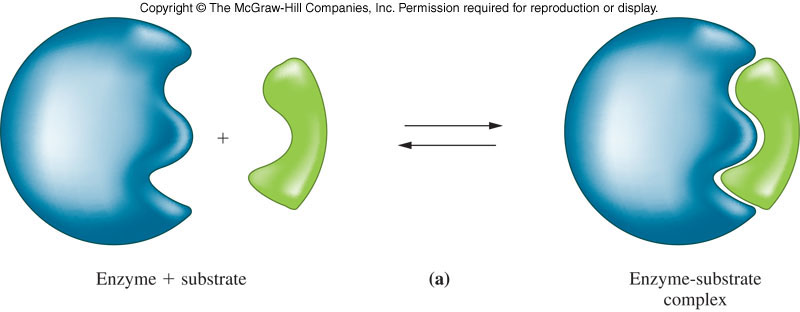 Copyright © The McGraw-Hill Companies, Inc. Permission required for reproduction or display.
+
Enzyme + substrate
(a)
Enzyme-substrate
complex